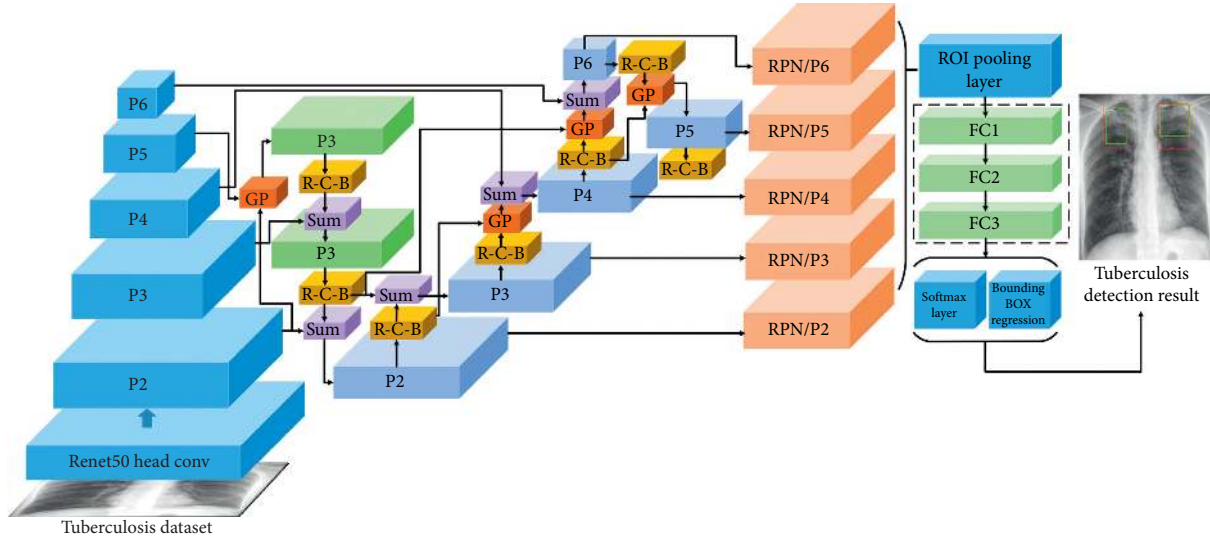 P6
P5
P4
P3
P2
Renet50 head conv
Tuberculosis dataset
GP
P3
R-C-B
Sum
P3
R-C-B
Sum
Sum
R-C-B
P2
Sum
GP
R-C-B
P3
P6
R-C-B
Sum
GP
GP
R-C-B
P5
R-C-B
P4
RPN/P6
RPN/P5
RPN/P4
RPN/P3
RPN/P2
ROI pooling
layer
FC1
FC2
FC3
Softmax
layer
Bounding
BOX
regression
Tuberculosis
detection result